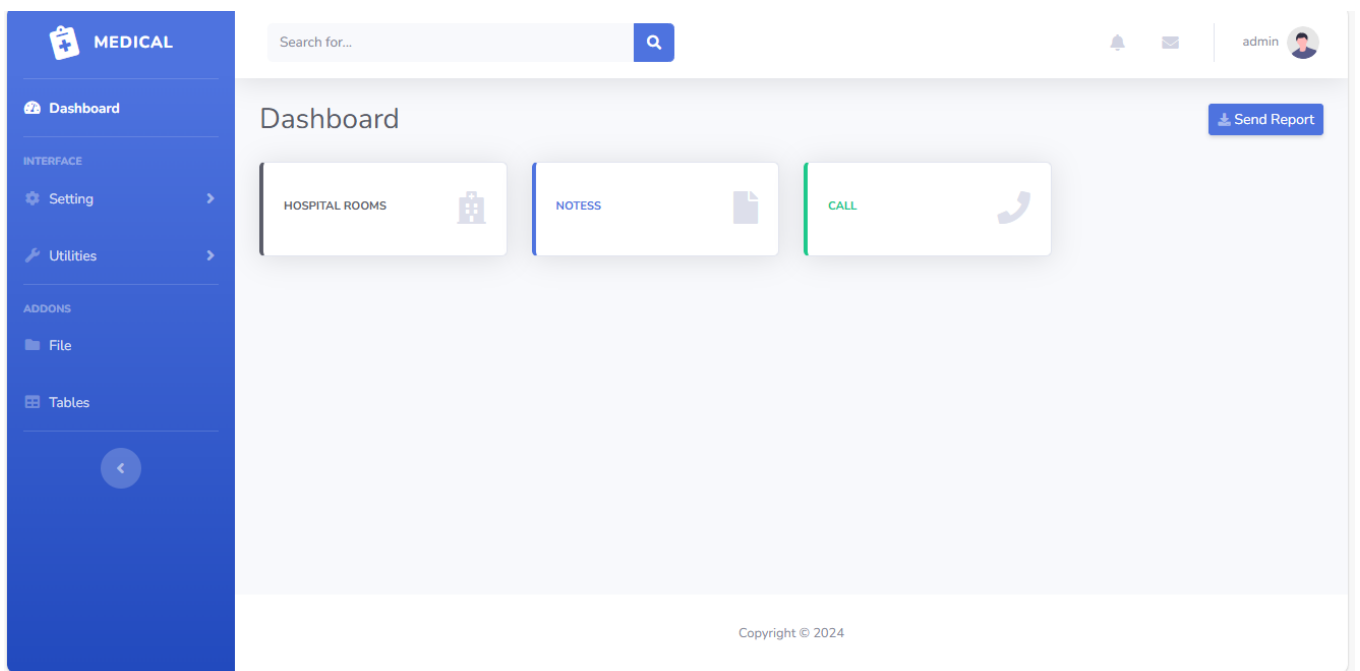 MEDICAL
Search for...
admin
Dashboard
Dashboard
Send Report
INTERFACE
Setting
Utilities
HOSPITAL ROOMS
NOTESS
CALL
ADDONS
File
Tables
Copyright © 2024